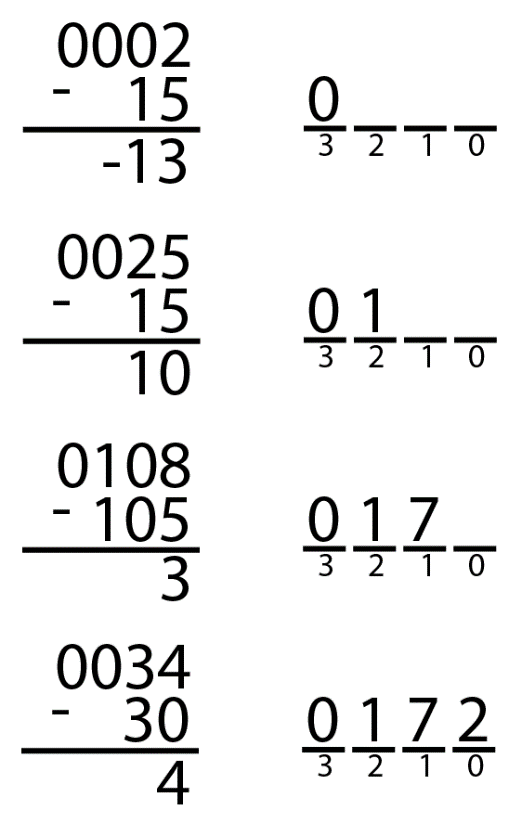 0002
- 15 0 _ _ _
-13 3 2 1 0
0025
- 15 0 1 _ _
10 3 2 1 0
0108
- 105 0 1 7 _
3 3 2 1 0
0034
- 30 0 1 7 2
4 3 2 1 0